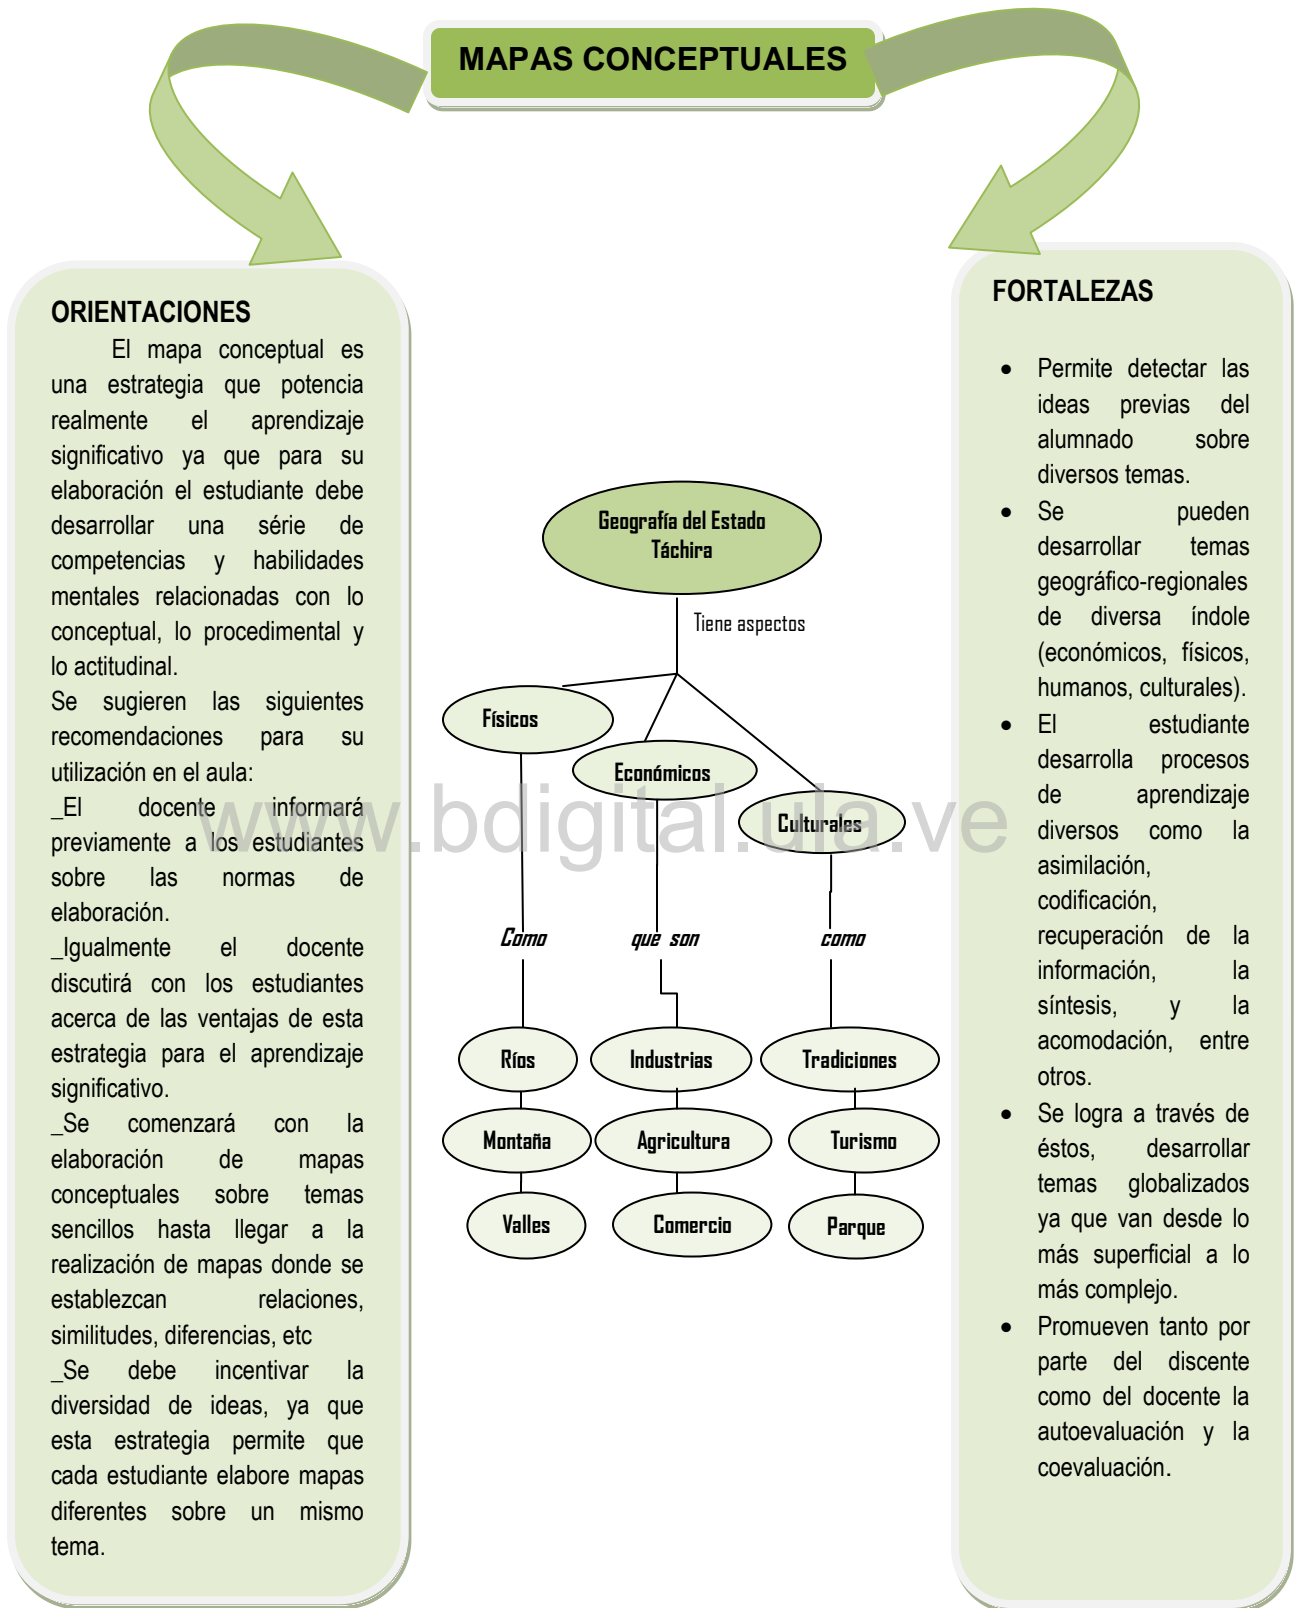 MAPAS CONCEPTUALES
ORIENTACIONES
El mapa conceptual es
una estrategia que potencia
realmente el aprendizaje
significativo ya que para su
elaboración el estudiante debe
desarrollar una série de
competencias y habilidades
mentales relacionadas con lo
conceptual, lo procedimental y
lo actitudinal.
Se sugieren las siguientes
recomendaciones para su
utilización en el aula:
_El docente informará
previamente a los estudiantes
sobre las normas de
elaboración.
_Igualmente el docente
discutirá con los estudiantes
acerca de las ventajas de esta
estrategia para el aprendizaje
significativo.
_Se comenzará con la
elaboración de mapas
conceptuales sobre temas
sencillos hasta llegar a la
realización de mapas donde se
establezcan relaciones,
similitudes, diferencias, etc
_Se debe incentivar la
diversidad de ideas, ya que
esta estrategia permite que
cada estudiante elabore mapas
diferentes sobre un mismo
tema.
Geografía del Estado
Táchira
Tiene aspectos
Físicos
Económicos
Culturales
Como
que son
como
Ríos
Industrias
Tradiciones
Montaña
Agricultura
Turismo
Valles
Comercio
Parque
FORTALEZAS
• Permite detectar las
ideas previas del
alumnado sobre
diversos temas.
• Se pueden
desarrollar temas
geográfico-regionales
de diversa índole
(económicos, físicos,
humanos, culturales).
• El estudiante
desarrolla procesos
de aprendizaje
diversos como la
asimilación,
codificación,
recuperación de la
información, la
síntesis, y la
acomodación, entre
otros.
• Se logra a través de
éstos, desarrollar
temas globalizados
ya que van desde lo
más superficial a lo
más complejo.
• Promueven tanto por
parte del discente
como del docente la
autoevaluación y la
coevaluación.
www.bdigital.ula.ve